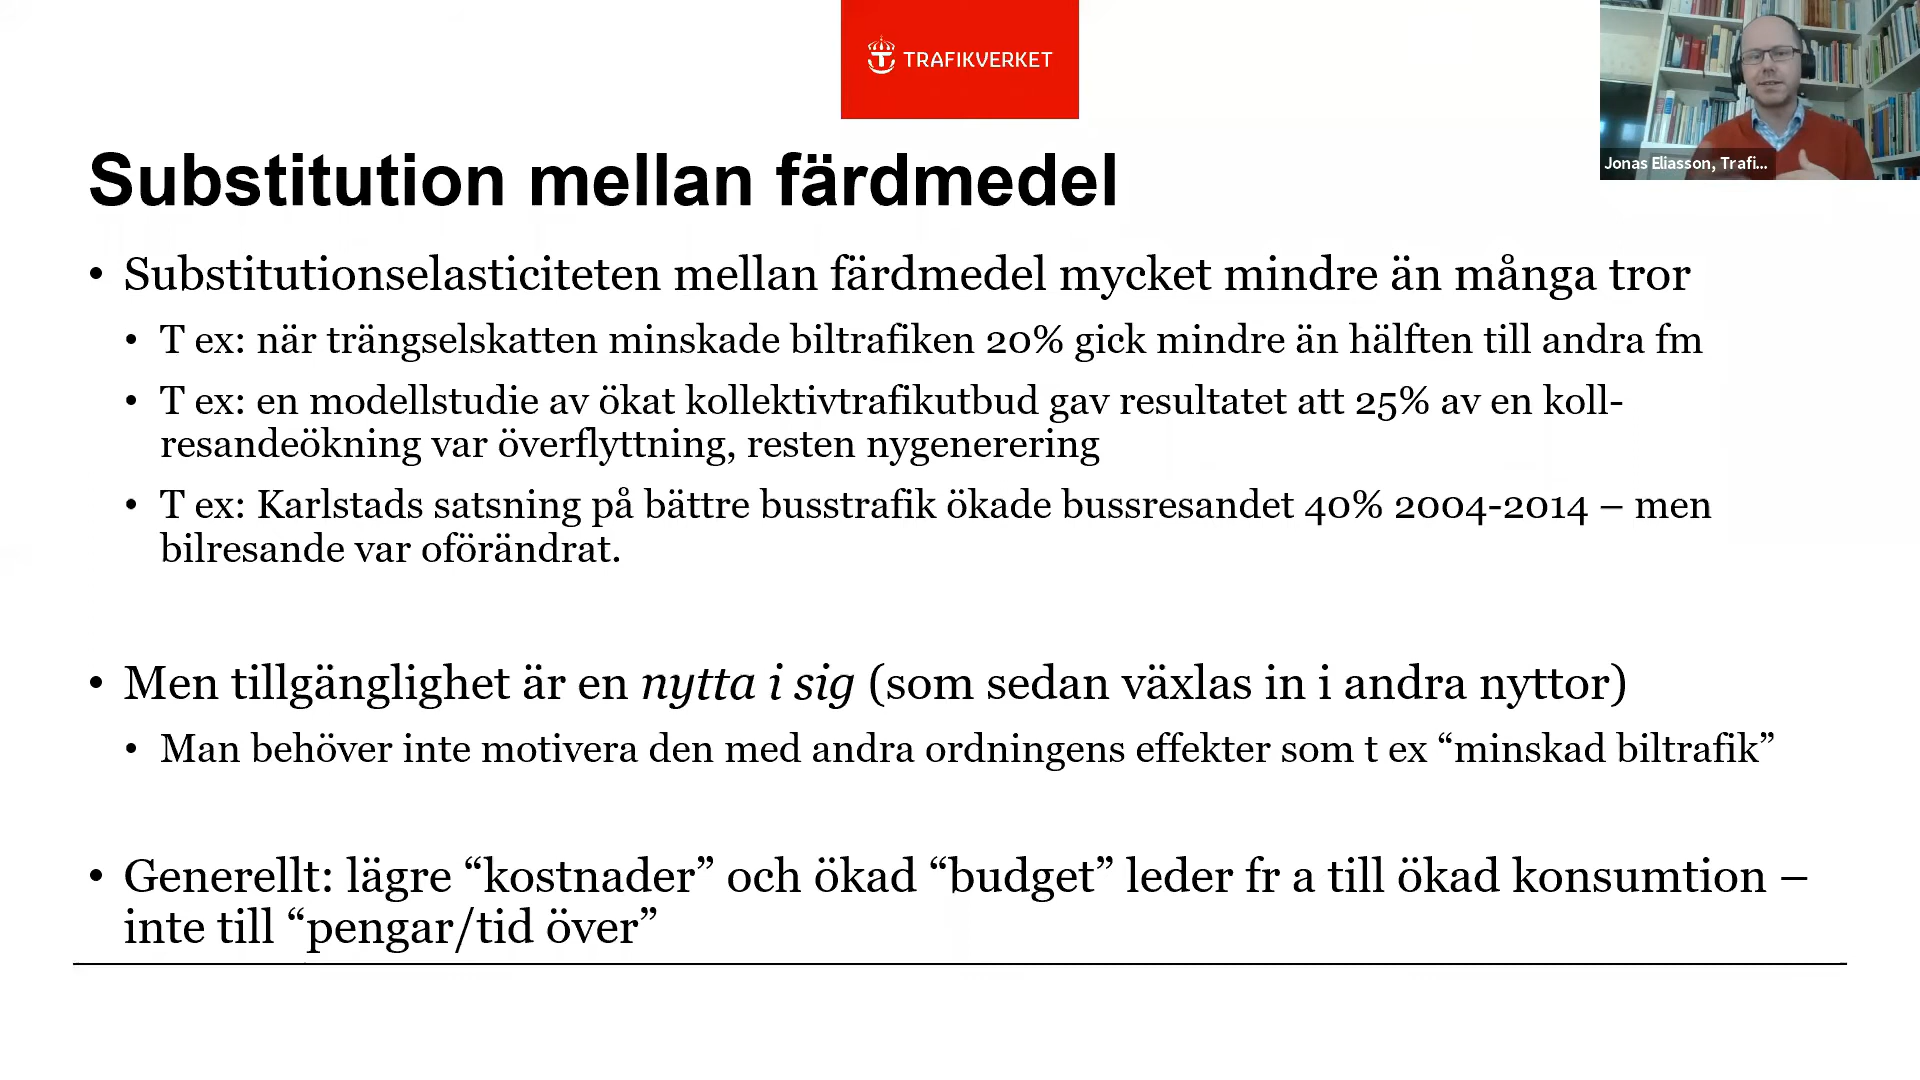 TRAFIKVERKET
Jonas Eliasson, Trafi...
Substitution mellan färdmedel
• Substitutionselasticiteten mellan färdmedel mycket mindre än många tror
• T ex: när trängselskatten minskade biltrafiken 20% gick mindre än hälften till andra fm
• T ex: en modellstudie av ökat kollektivtrafikutbud gav resultatet att 25% av en koll-
resandeökning var överflyttning, resten nygenerering
• T ex: Karlstads satsning på bättre busstrafik ökade bussresandet 40% 2004-2014 – men
bilresande var oförändrat.
• Men tillgänglighet är en nytta i sig (som sedan växlas in i andra nyttor)
• Man behöver inte motivera den med andra ordningens effekter som t ex “minskad biltrafik”
• Generellt: lägre “kostnader” och ökad “budget” leder fr a till ökad konsumtion –
inte till “pengar/tid över”